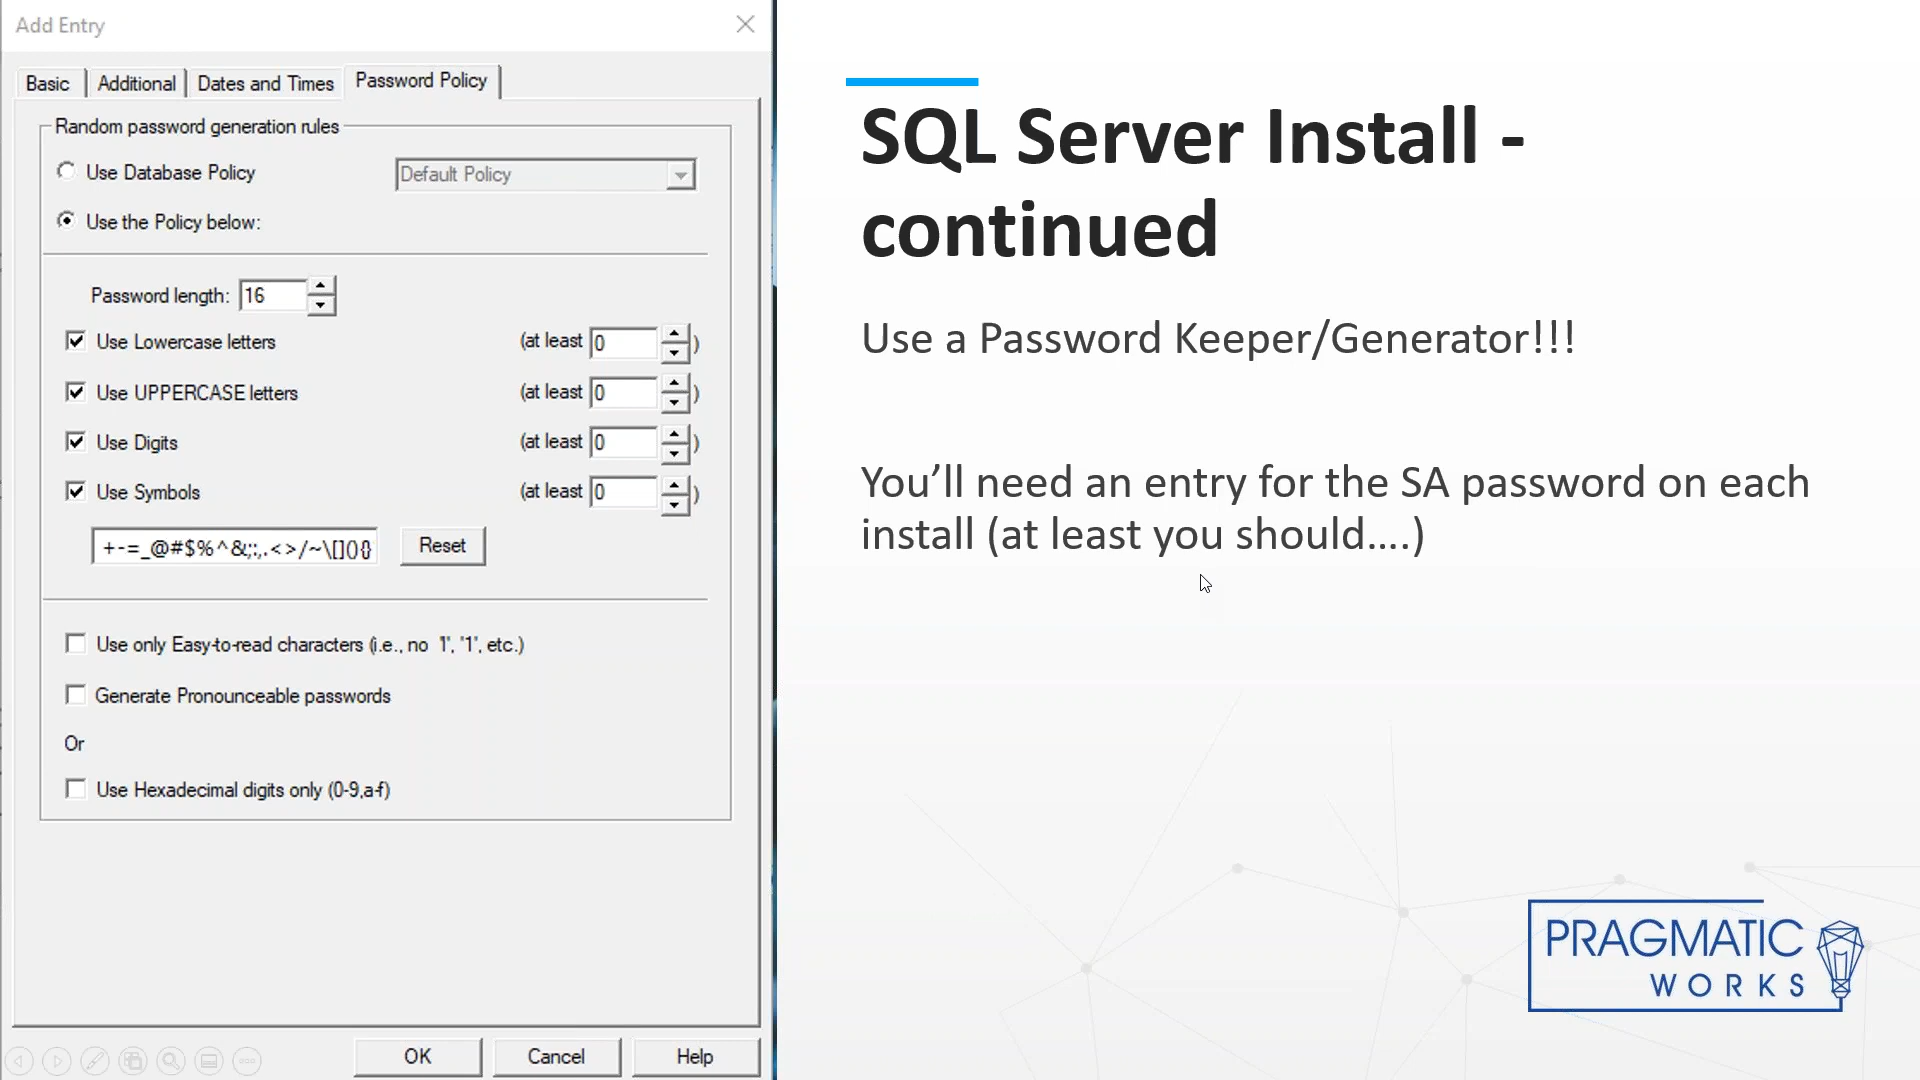 Add Entry
Basic
Additional
Dates and Times
Password Policy
Random password generation rules
Use Database Policy
Default Policy
Use the Policy below:
Password length: 16
Use Lowercase letters (at least 0 )
Use UPPERCASE letters (at least 0 )
Use Digits (at least 0 )
Use Symbols (at least 0 )
+-=_@#$%^&;:,.<>/~\[](){}
Reset
Use only Easy-to-read characters (i.e., no 'l', '1', etc.)
Generate Pronounceable passwords
Or
Use Hexadecimal digits only (0-9,a-f)
OK
Cancel
Help
SQL Server Install -
continued
Use a Password Keeper/Generator!!!
You’ll need an entry for the SA password on each
install (at least you should….)
PRAGMATIC
WORKS